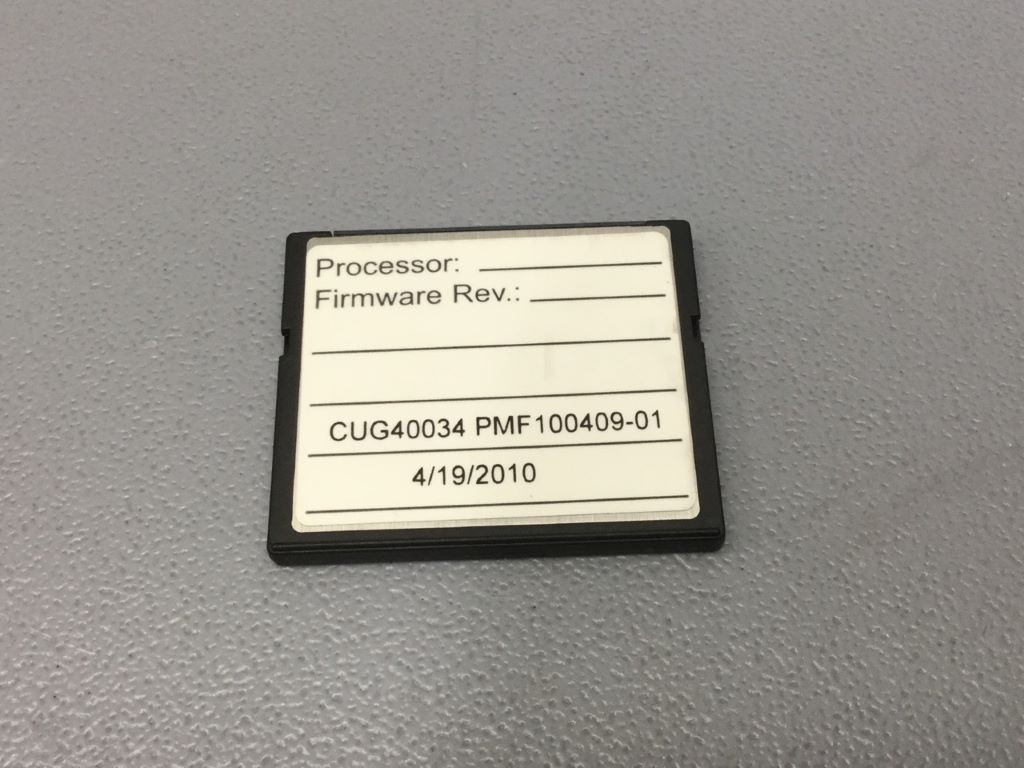 Processor:
Firmware Rev.:
CUG40034 PMF100409-01
4/19/2010